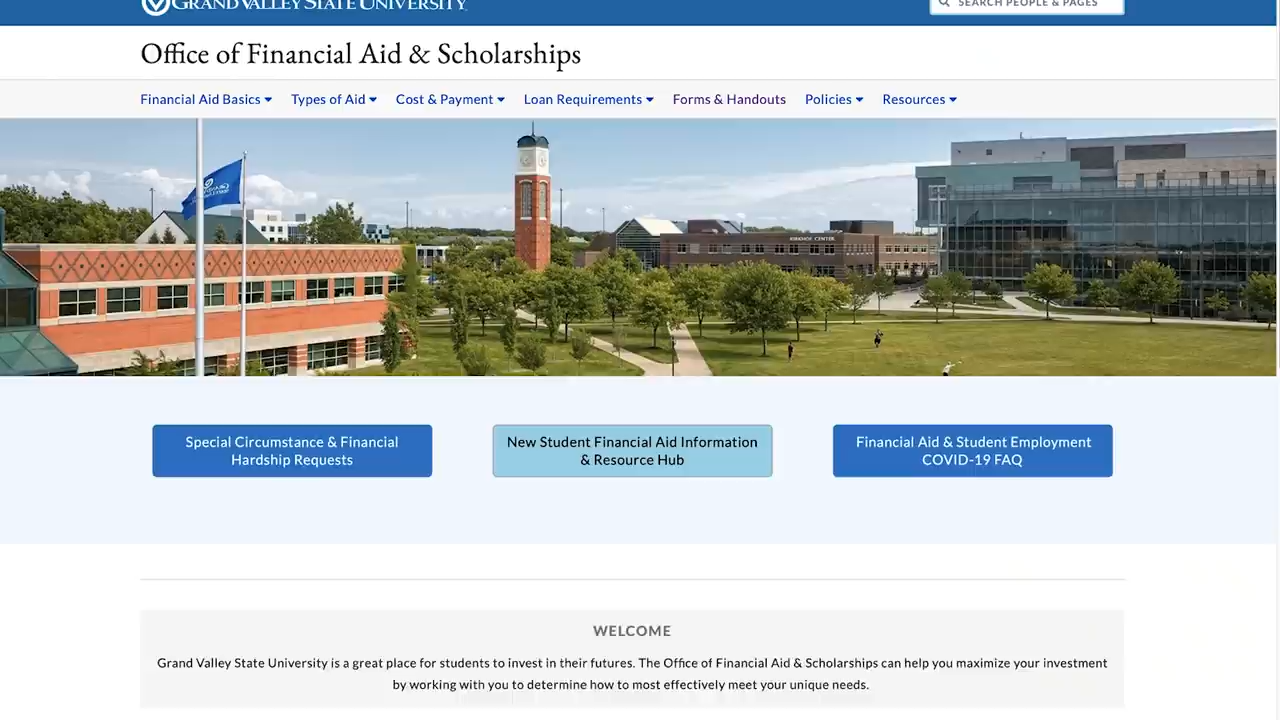 GRAND VALLEY STATE UNIVERSITY
SEARCH PEOPLE & PAGES
Office of Financial Aid & Scholarships
Financial Aid Basics
Types of Aid
Cost & Payment
Loan Requirements
Forms & Handouts
Policies
Resources
KIRKHOF CENTER
Special Circumstance & Financial
Hardship Requests
New Student Financial Aid Information
& Resource Hub
Financial Aid & Student Employment
COVID-19 FAQ
WELCOME
Grand Valley State University is a great place for students to invest in their futures. The Office of Financial Aid & Scholarships can help you maximize your investment
by working with you to determine how to most effectively meet your unique needs.